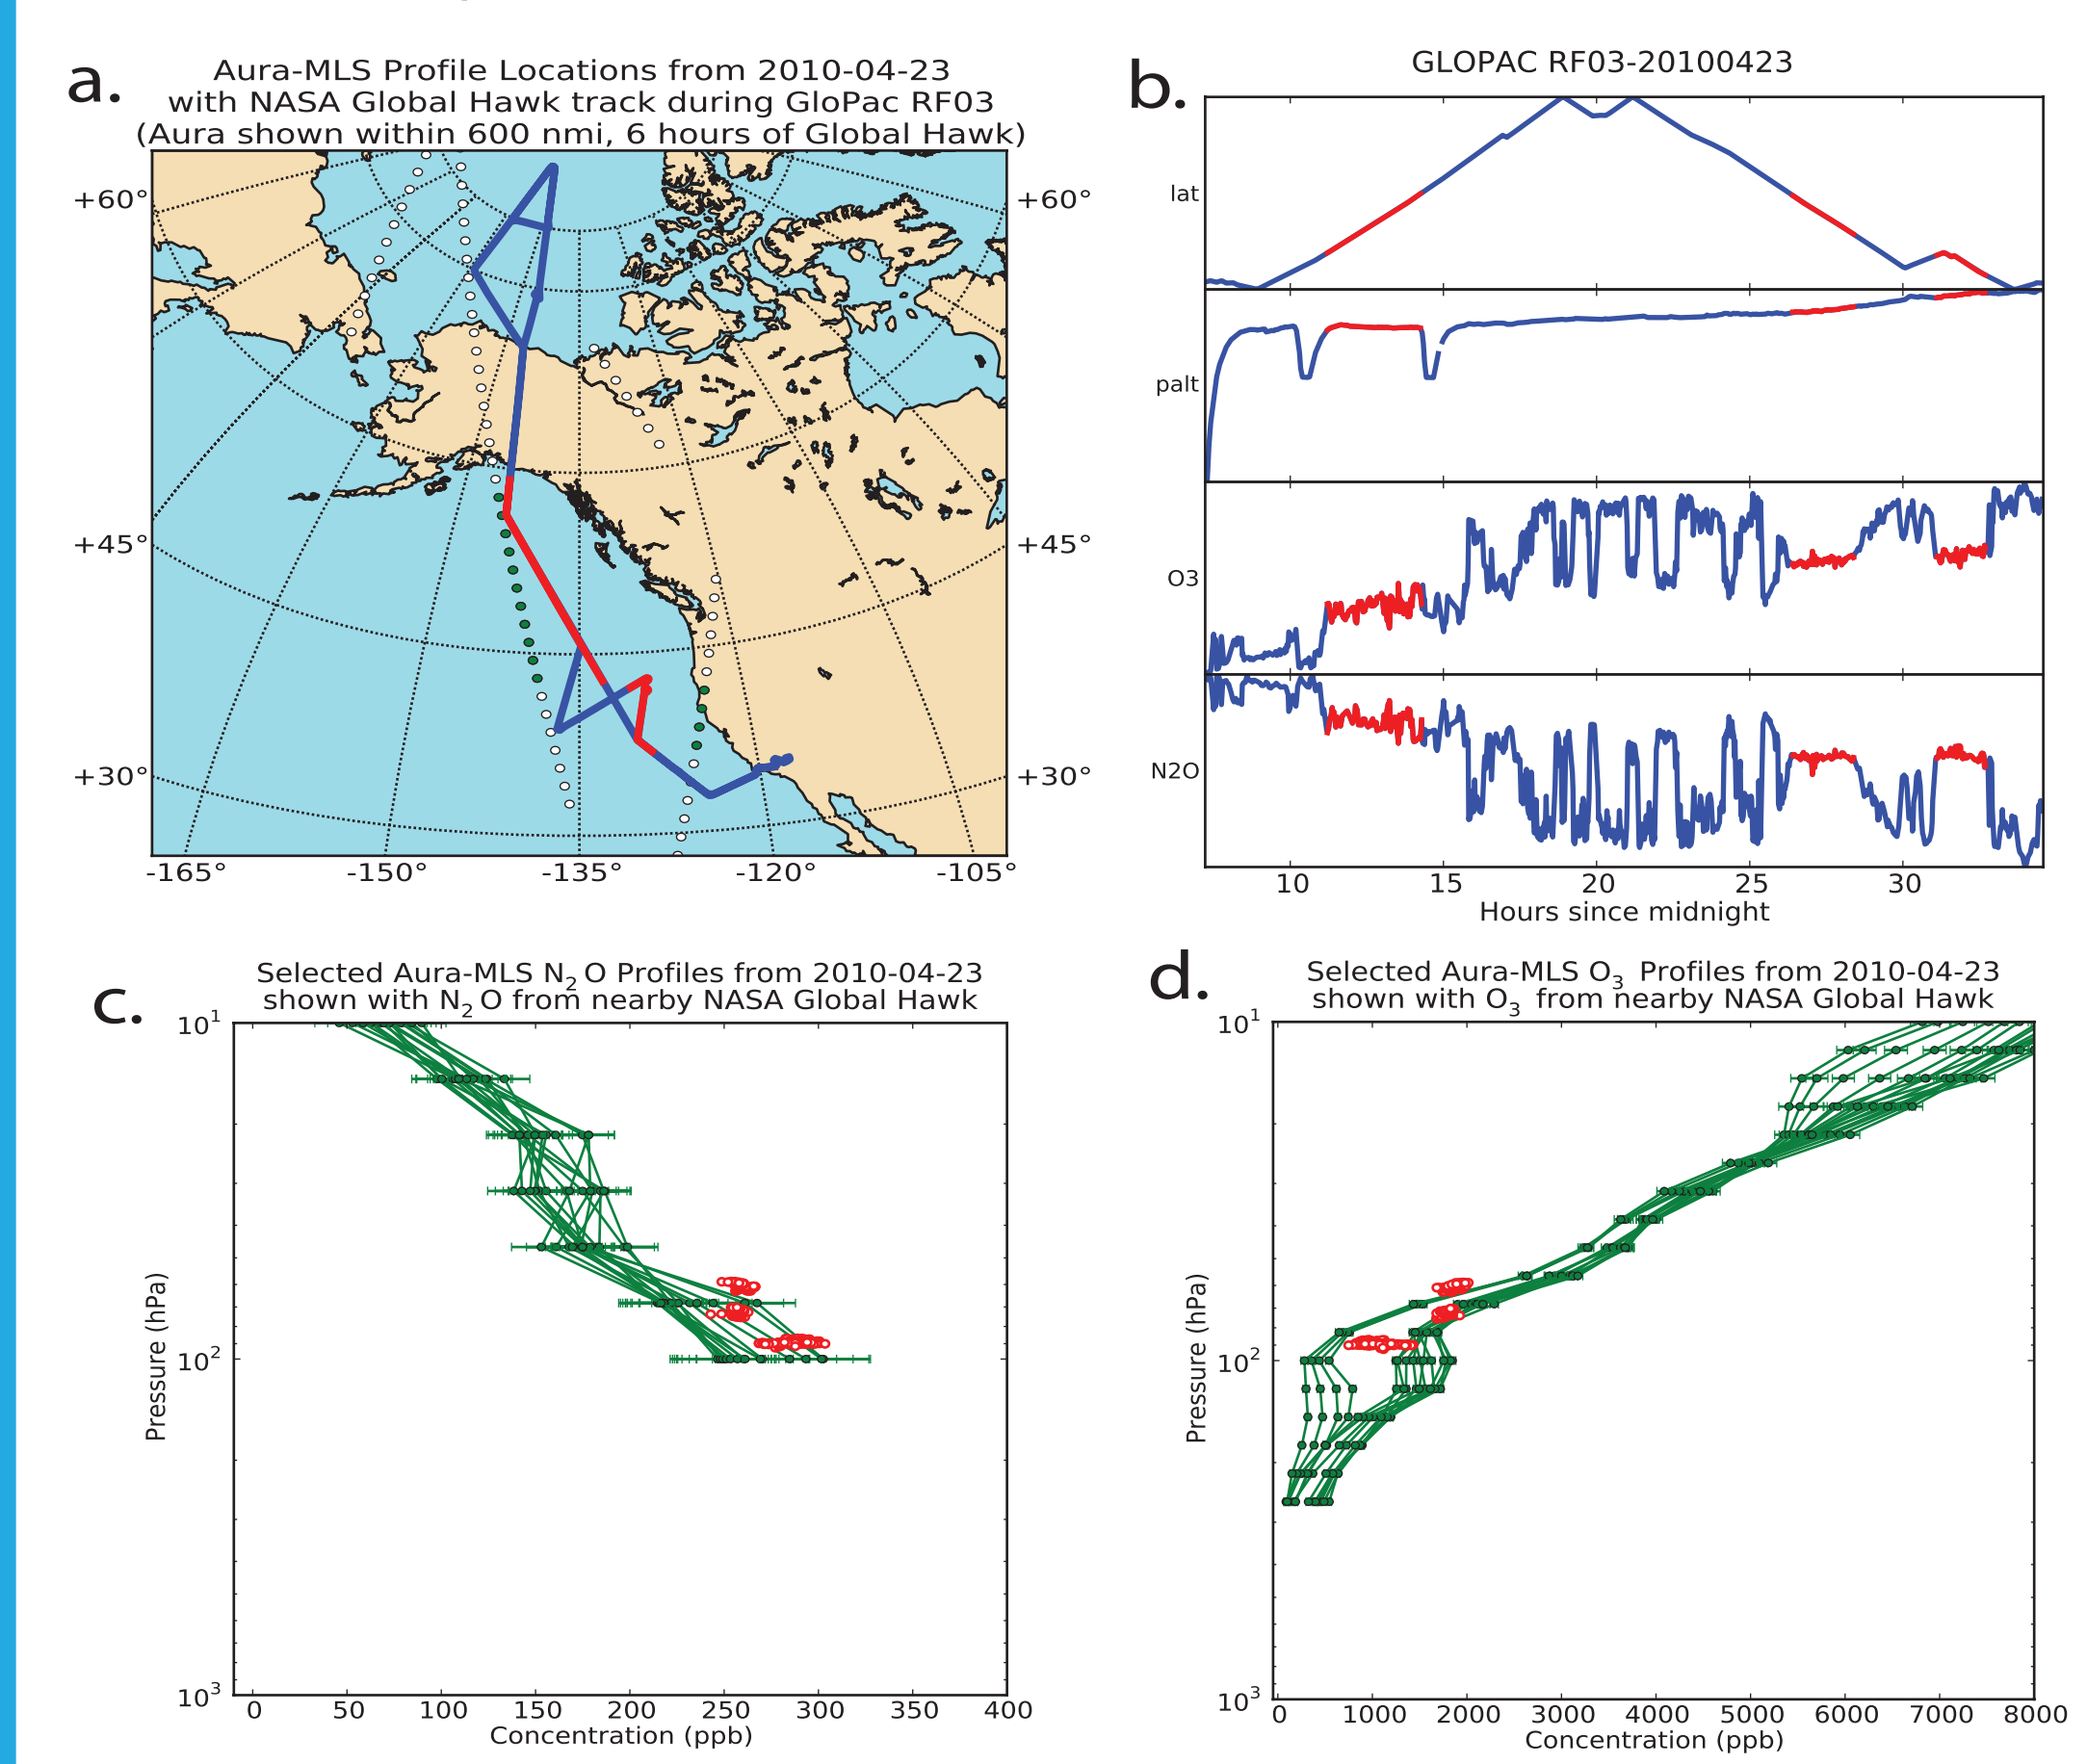 a.
Aura-MLS Profile Locations from 2010-04-23
with NASA Global Hawk track during GloPac RF03
(Aura shown within 600 nmi, 6 hours of Global Hawk)
+60° +60°
+45° +45°
+30° +30°
-165° -150° -135° -120° -105°
b.
GLOPAC RF03-20100423
lat
palt
O3
N2O
10 15 20 25 30
Hours since midnight
c.
Selected Aura-MLS N₂O Profiles from 2010-04-23
shown with N₂O from nearby NASA Global Hawk
10¹
10²
10³
Pressure (hPa)
0 50 100 150 200 250 300 350 400
Concentration (ppb)
d.
Selected Aura-MLS O₃ Profiles from 2010-04-23
shown with O₃ from nearby NASA Global Hawk
10¹
10²
10³
Pressure (hPa)
0 1000 2000 3000 4000 5000 6000 7000 8000
Concentration (ppb)